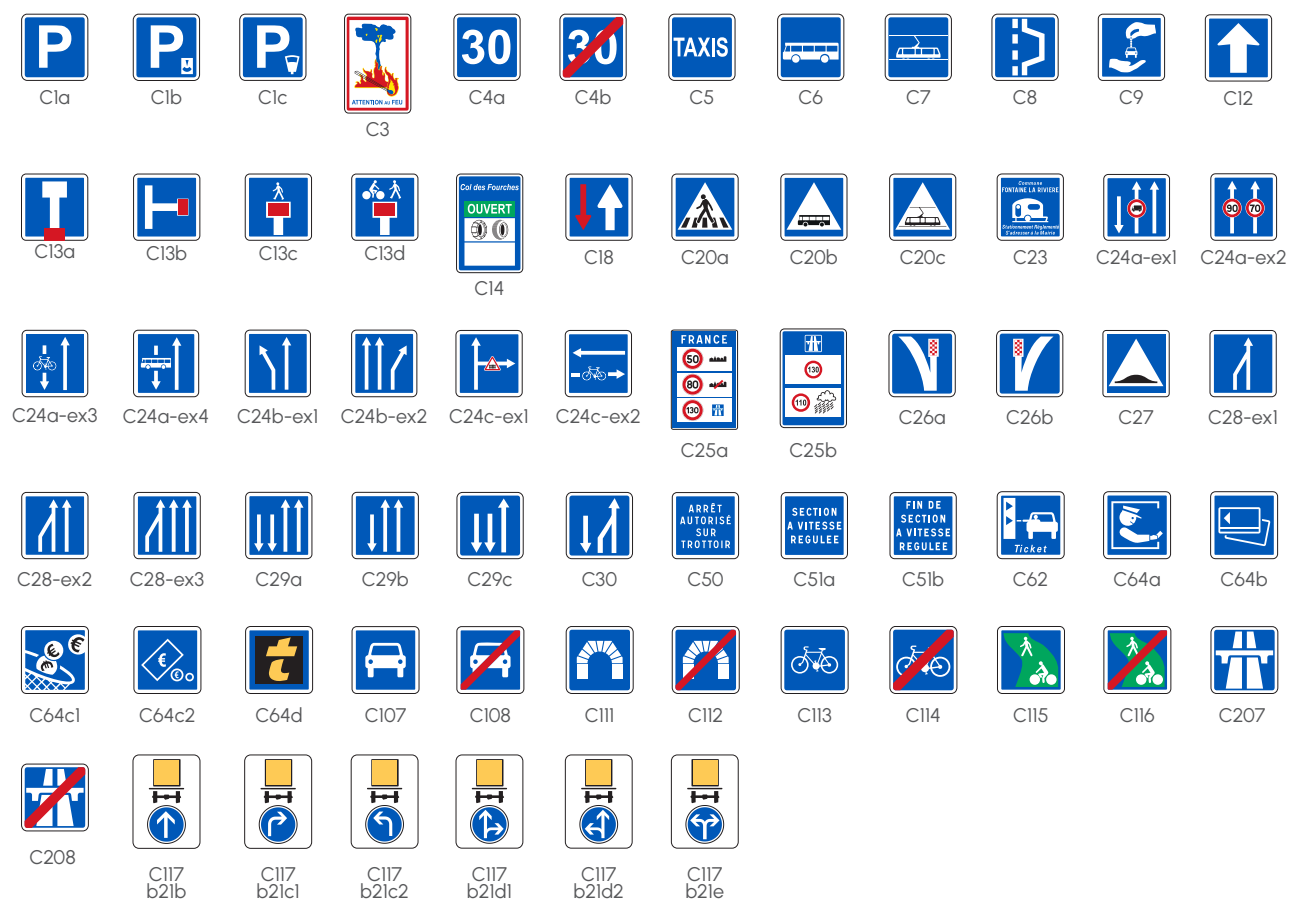 P P P 30 30 TAXIS
ATTENTION AU FEU
C1a C1b C1c C4a C4b C5 C6 C7 C8 C9 C12
C3
Col des Fourches
OUVERT
Commune
FONTAINE LA RIVIERE
Stationnement Réglementé
S'adresser à la Mairie
90 70
C13a C13b C13c C13d C18 C20a C20b C20c C23 C24a-ex1 C24a-ex2
C14
FRANCE
50
80
130
130
110
C24a-ex3 C24a-ex4 C24b-ex1 C24b-ex2 C24c-ex1 C24c-ex2 C26a C26b C27 C28-ex1
C25a C25b
ARRÊT
AUTORISÉ
SUR
TROTTOIR
SECTION
A VITESSE
REGULEE
FIN DE
SECTION
A VITESSE
REGULEE
Ticket
C28-ex2 C28-ex3 C29a C29b C29c C30 C50 C51a C51b C62 C64a C64b
€ €
€ €
t
C64c1 C64c2 C64d C107 C108 C111 C112 C113 C114 C115 C116 C207
C208
C117 C117 C117 C117 C117 C117
b21b b21c1 b21c2 b21d1 b21d2 b21e